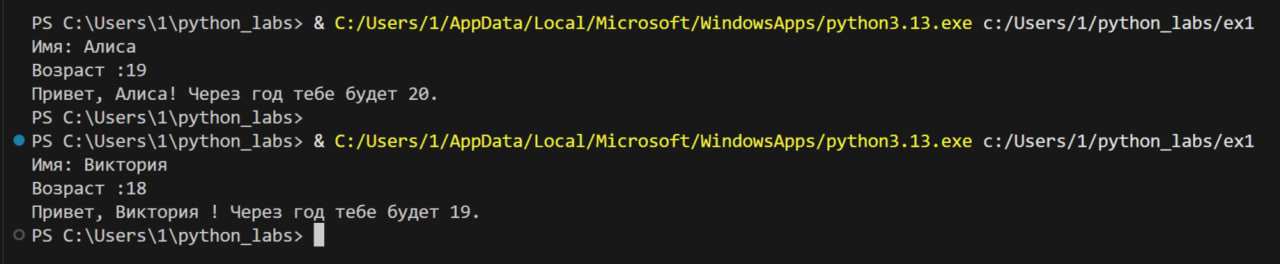 PS C:\Users\1\python_labs> & C:/Users/1/AppData/Local/Microsoft/WindowsApps/python3.13.exe c:/Users/1/python_labs/ex1
Имя: Алиса
Возраст :19
Привет, Алиса! Через год тебе будет 20.
PS C:\Users\1\python_labs>
PS C:\Users\1\python_labs> & C:/Users/1/AppData/Local/Microsoft/WindowsApps/python3.13.exe c:/Users/1/python_labs/ex1
Имя: Виктория
Возраст :18
Привет, Виктория ! Через год тебе будет 19.
PS C:\Users\1\python_labs>